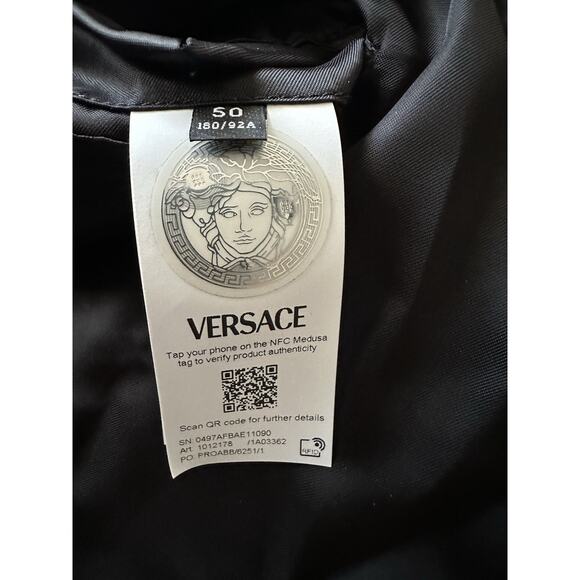 50
180/92A
VERSACE
Tap your phone on the NFC Medusa
tag to verify product authenticity
Scan QR code for further details
SN: 0497AFBAE11090
Art. 1012178 /1A03362
PO. PROABB/6251/1
RFID